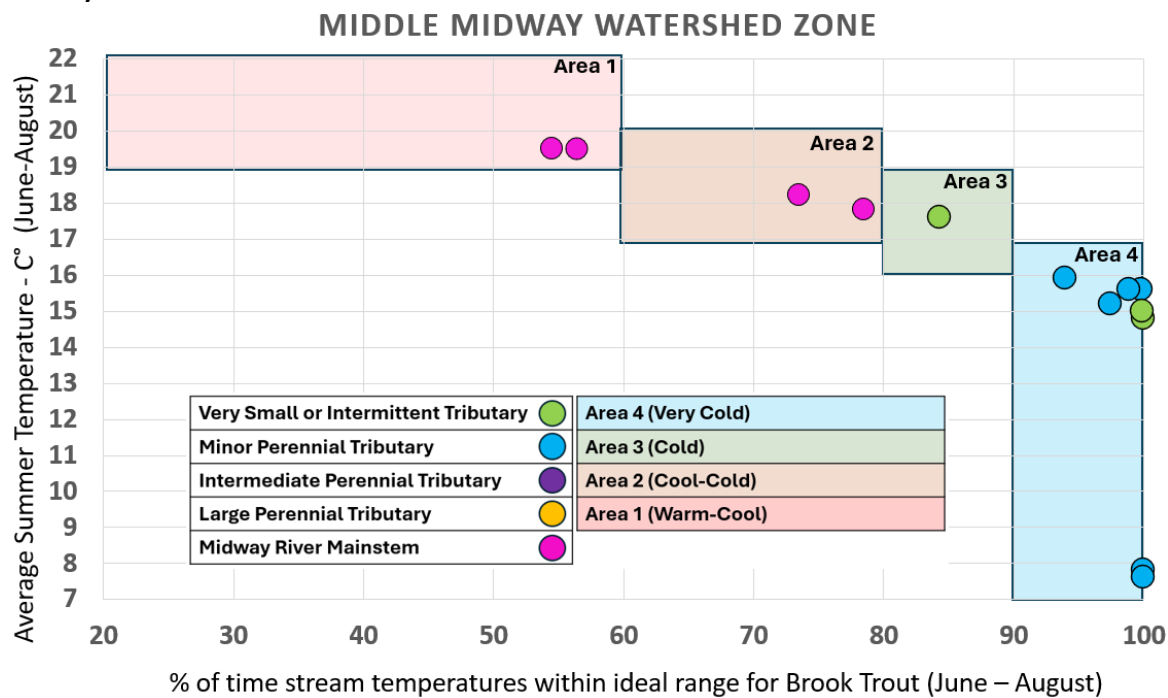 MIDDLE MIDWAY WATERSHED ZONE
Average Summer Temperature - C° (June-August)
22
21
20
19
18
17
16
15
14
13
12
11
10
9
8
7
Area 1
Area 2
Area 3
Area 4
Very Small or Intermittent Tributary
Minor Perennial Tributary
Intermediate Perennial Tributary
Large Perennial Tributary
Midway River Mainstem
Area 4 (Very Cold)
Area 3 (Cold)
Area 2 (Cool-Cold)
Area 1 (Warm-Cool)
20 30 40 50 60 70 80 90 100
% of time stream temperatures within ideal range for Brook Trout (June – August)